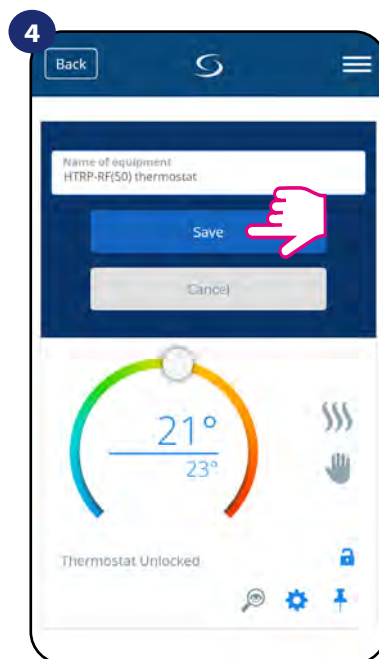 4
Back
Name of equipment
HTRP-RF(50) thermostat
Save
Cancel
21°
23°
Thermostat Unlocked